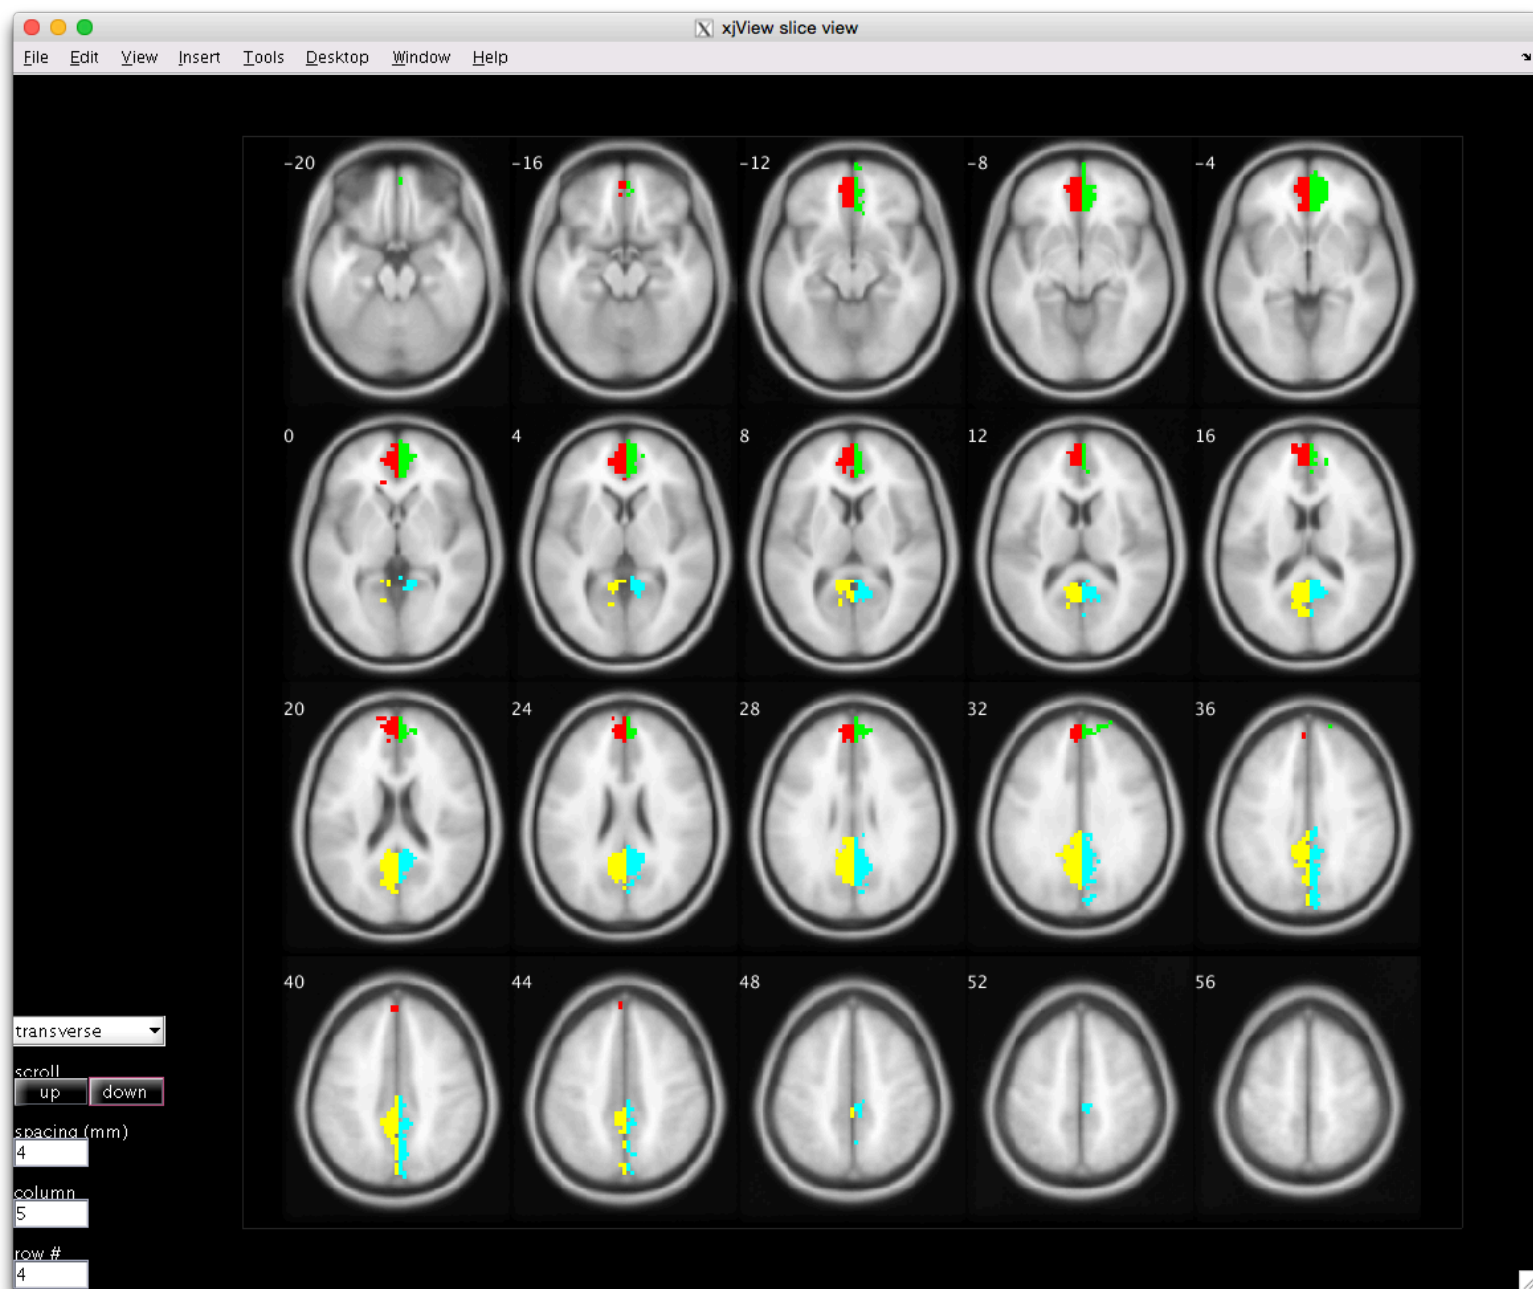 xjView slice view
File Edit View Insert Tools Desktop Window Help
-20 -16 -12 -8 -4
0 4 8 12 16
20 24 28 32 36
40 44 48 52 56
transverse
scroll
up down
spacing (mm)
4
column
5
row #
4